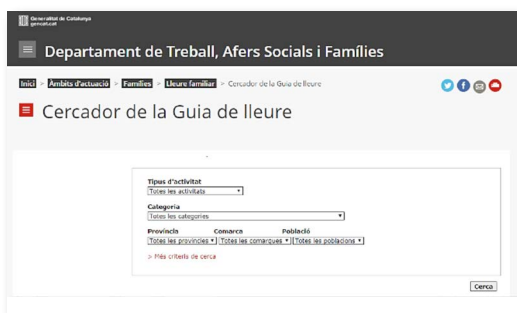 Generalitat de Catalunya
gencat.cat
Departament de Treball, Afers Socials i Famílies
Inici > Àmbits d'actuació > Famílies > Lleure familiar > Cercador de la Guia de lleure
Cercador de la Guia de lleure
Tipus d'activitat
Totes les activitats
Categoria
Totes les categories
Província Comarca Població
Totes les províncies Totes les comarques Totes les poblacions
> Més criteris de cerca
Cerca